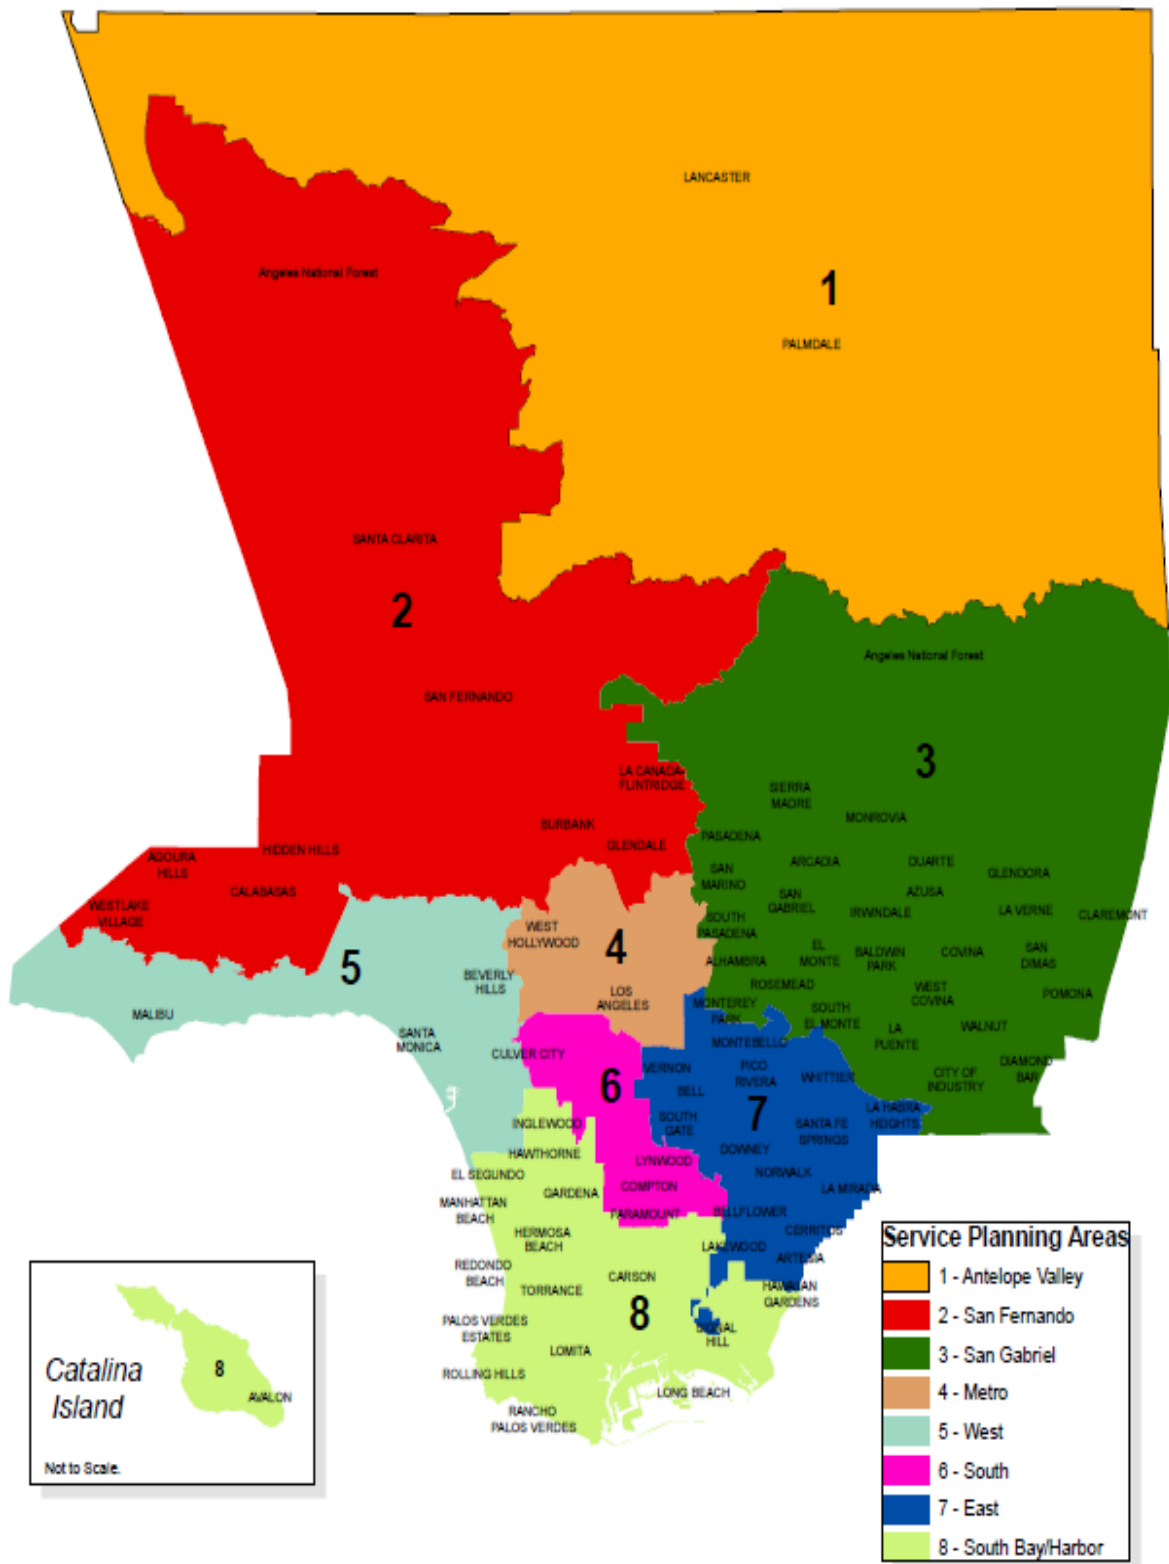 LANCASTER
Angeles National Forest
1
PALMDALE
SANTA CLARITA
2
Angeles National Forest
SAN FERNANDO
3
LA CANADA-
FLINTRIDGE
SIERRA
MADRE
MONROVIA
BURBANK
PASADENA
GLENDALE
HIDDEN HILLS
AGOURA
HILLS
ARCADIA
DUARTE
SAN
MARINO
GLENDORA
CALABASAS
AZUSA
SAN
GABRIEL
WESTLAKE
VILLAGE
IRWINDALE
LA VERNE
CLAREMONT
SOUTH
PASADENA
WEST
HOLLYWOOD
4
EL
MONTE
BALDWIN
PARK
COVINA
SAN
DIMAS
ALHAMBRA
5
BEVERLY
HILLS
ROSEMEAD
WEST
COVINA
POMONA
LOS
ANGELES
MONTEREY
PARK
SOUTH
EL MONTE
MALIBU
WALNUT
LA
PUENTE
SANTA
MONICA
MONTEBELLO
CULVER CITY
DIAMOND
BAR
VERNON
PICO
RIVERA
WHITTIER
CITY OF
INDUSTRY
6
BELL
7
LA HABRA
HEIGHTS
INGLEWOOD
SOUTH
GATE
SANTA FE
SPRINGS
HAWTHORNE
DOWNEY
LYNWOOD
EL SEGUNDO
NORWALK
COMPTON
LA MIRADA
GARDENA
MANHATTAN
BEACH
PARAMOUNT
BELLFLOWER
HERMOSA
BEACH
CERRITOS
LAKEWOOD
ARTESIA
REDONDO
BEACH
CARSON
TORRANCE
HAWAIIAN
GARDENS
8
PALOS VERDES
ESTATES
SIGNAL
HILL
LOMITA
ROLLING HILLS
LONG BEACH
RANCHO
PALOS VERDES
Catalina
Island
8
AVALON
Not to Scale.
Service Planning Areas
1 - Antelope Valley
2 - San Fernando
3 - San Gabriel
4 - Metro
5 - West
6 - South
7 - East
8 - South Bay/Harbor